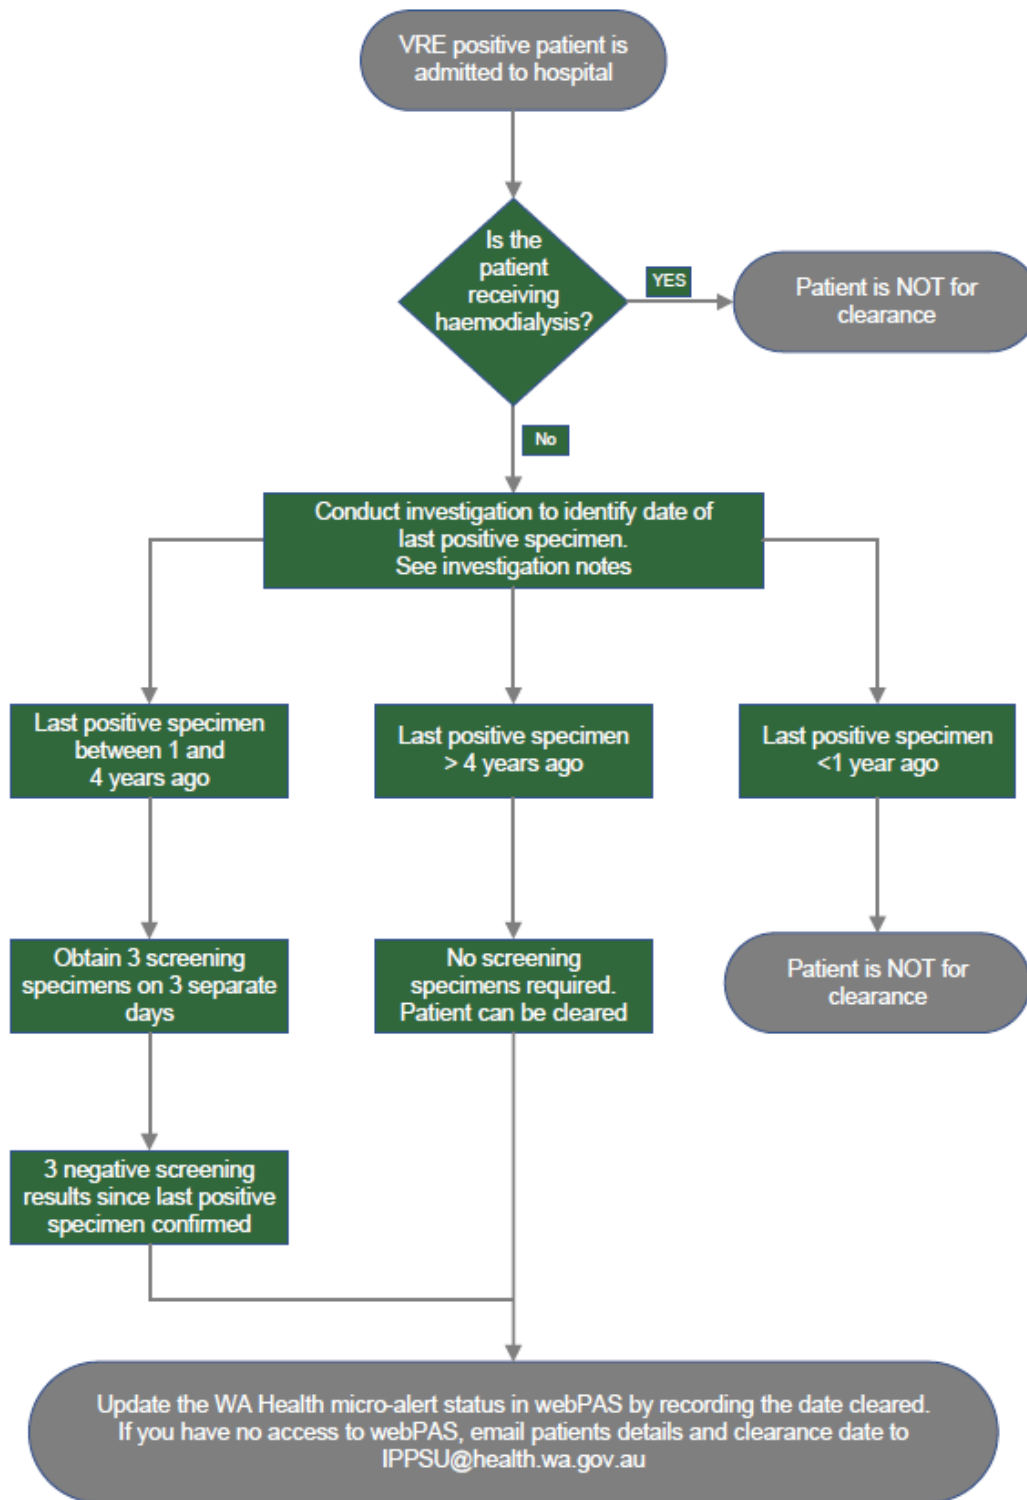 VRE positive patient is
admitted to hospital
Is the
patient
receiving
haemodialysis?
YES
Patient is NOT for
clearance
No
Conduct investigation to identify date of
last positive specimen.
See investigation notes
Last positive specimen
between 1 and
4 years ago
Last positive specimen
> 4 years ago
Last positive specimen
<1 year ago
Obtain 3 screening
specimens on 3 separate
days
No screening
specimens required.
Patient can be cleared
Patient is NOT for
clearance
3 negative screening
results since last positive
specimen confirmed
Update the WA Health micro-alert status in webPAS by recording the date cleared.
If you have no access to webPAS, email patients details and clearance date to
IPPSU@health.wa.gov.au